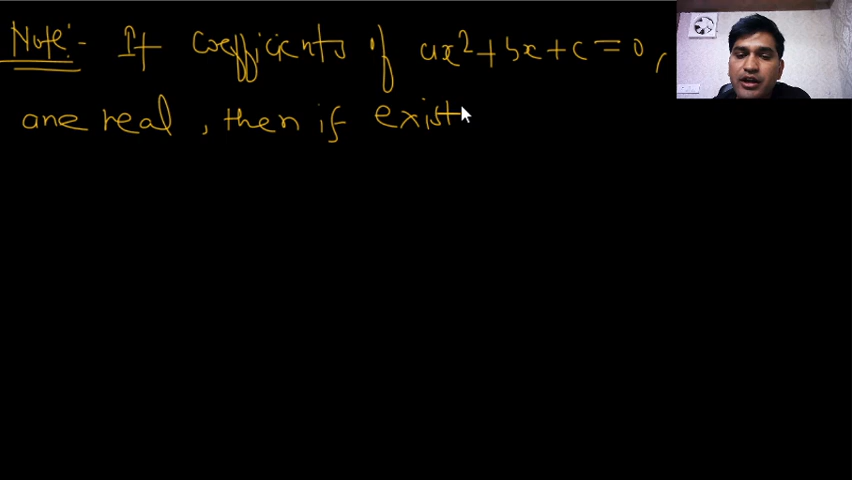 Note:- If coefficients of ax²+bx+c=0,
are real, then if exist